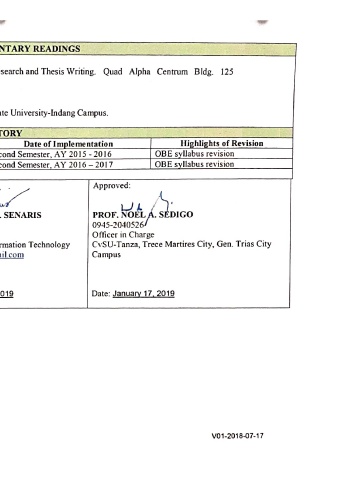 NTARY READINGS
search and Thesis Writing. Quad Alpha Centrum Bldg. 125
te University-Indang Campus.
TORY
Date of Implementation Highlights of Revision
cond Semester, AY 2015 - 2016 OBE syllabus revision
cond Semester, AY 2016 – 2017 OBE syllabus revision
Approved:
. SENARIS PROF. NOEL A. SEDIGO
0945-2040526
Officer in Charge
rmation Technology CvSU-Tanza, Trece Martires City, Gen. Trias City
il.com Campus
019 Date: January 17, 2019
V01-2018-07-17